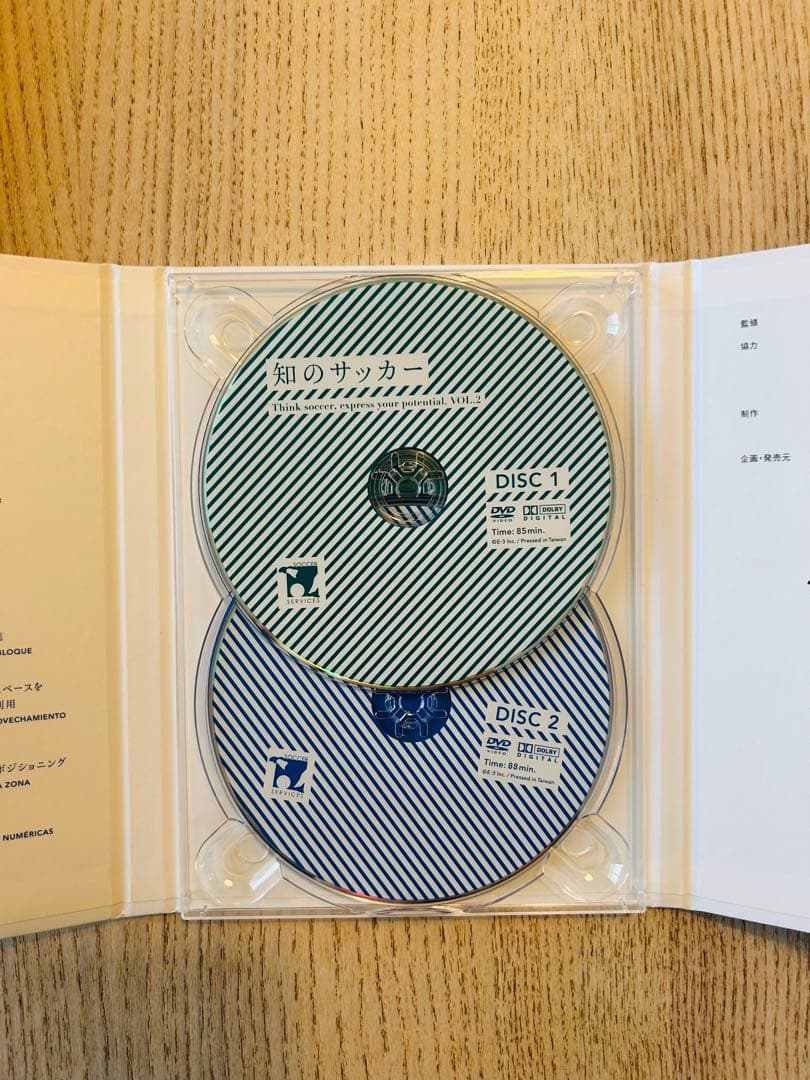 知のサッカー
Think soccer, express your potential. VOL.2
DISC 1
DVD
VIDEO
DOLBY
DIGITAL
Time: 85min.
©E-3 Inc. / Pressed in Taiwan
SOCCER
SERVICES
DISC 2
DVD
VIDEO
DOLBY
DIGITAL
Time: 88min.
©E-3 Inc. / Pressed in Taiwan
SOCCER
SERVICES
BLOQUE
ペースを
利用
OVECHAMIENTO
ポジショニング
A ZONA
NUMÉRICAS
監修
協力
制作
企画・発売元